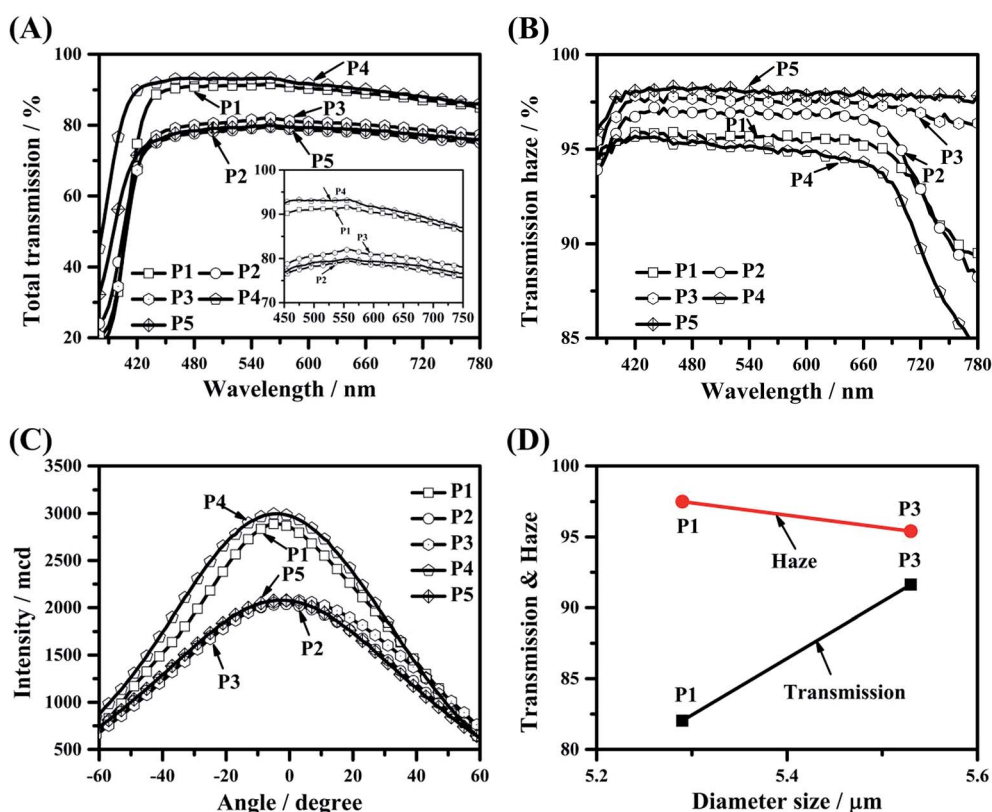 (A)
100
80
60
40
20
Total transmission / %
P4
P1
P3
P2
P5
P1 P2
P3 P4
P5
100
90
80
70
P4
P1
P3
P2
450 500 550 600 650 700 750
420 480 540 600 660 720 780
Wavelength / nm
(B)
100
95
90
85
Transmission haze / %
P5
P1
P4
P2
P3
P1 P2
P3 P4
P5
420 480 540 600 660 720 780
Wavelength / nm
(C)
3500
3000
2500
2000
1500
1000
500
Intensity / mcd
P4
P1
P5
P2
P3
P1
P2
P3
P4
P5
-60 -40 -20 0 20 40 60
Angle / degree
(D)
100
95
90
85
80
Transmission & Haze
P1
Haze
P3
P3
P1
Transmission
5.2 5.4 5.6
Diameter size / μm